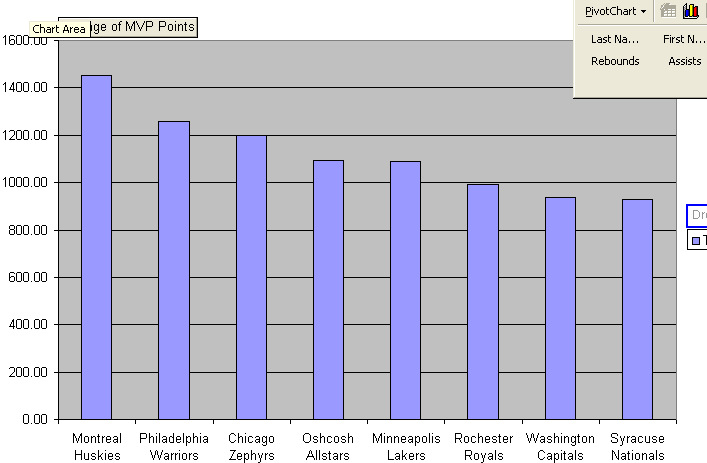 PivotChart
Chart Area
nge of MVP Points
Last Na...
First N...
Rebounds
Assists
1600.00
1400.00
1200.00
1000.00
800.00
600.00
400.00
200.00
0.00
Dr
T
Montreal Huskies
Philadelphia Warriors
Chicago Zephyrs
Oshcosh Allstars
Minneapolis Lakers
Rochester Royals
Washington Capitals
Syracuse Nationals